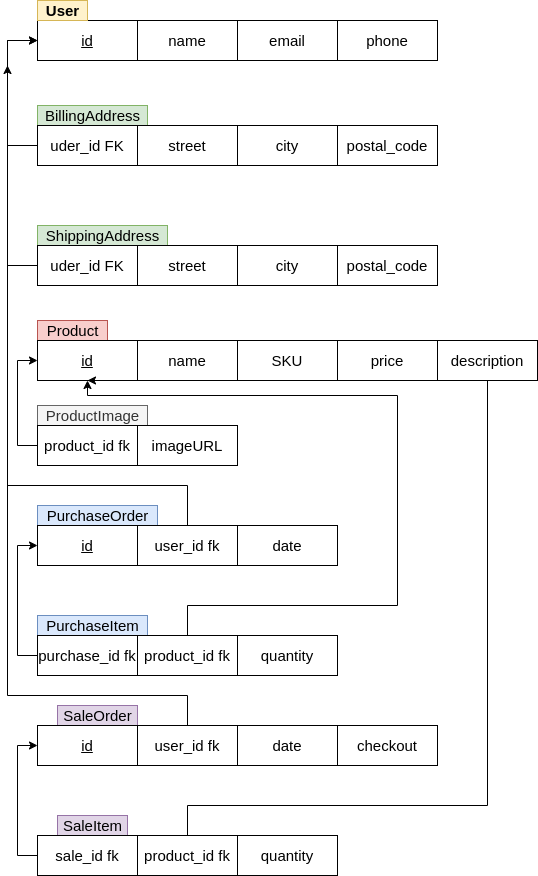 User
id name email phone
BillingAddress
uder_id FK street city postal_code
ShippingAddress
uder_id FK street city postal_code
Product
id name SKU price description
ProductImage
product_id fk imageURL
PurchaseOrder
id user_id fk date
PurchaseItem
purchase_id fk product_id fk quantity
SaleOrder
id user_id fk date checkout
SaleItem
sale_id fk product_id fk quantity